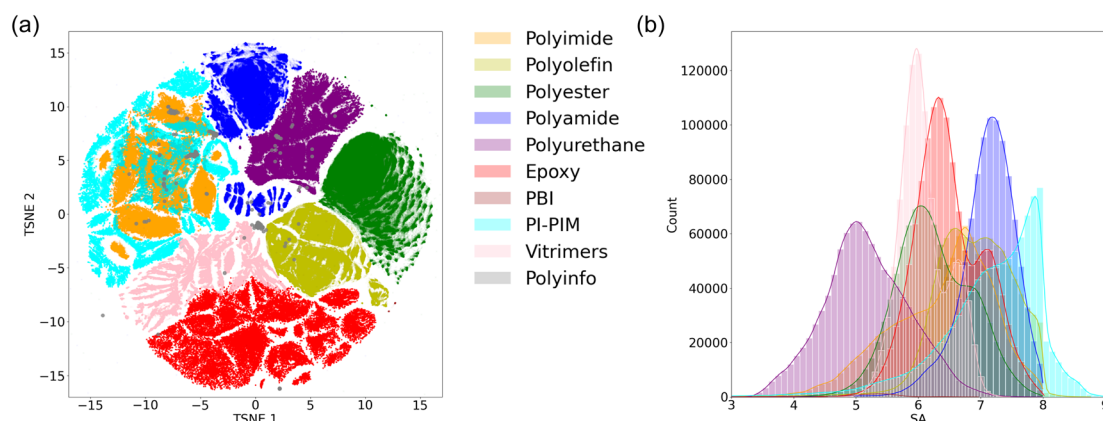 (a)
15
10
5
0
−5
−10
−15
TSNE 2
−15
−10
−5
0
5
10
15
TSNE 1
Polyimide
Polyolefin
Polyester
Polyamide
Polyurethane
Epoxy
PBI
PI-PIM
Vitrimers
Polyinfo
(b)
120000
100000
80000
60000
40000
20000
0
Count
3
4
5
6
7
8
9
SA